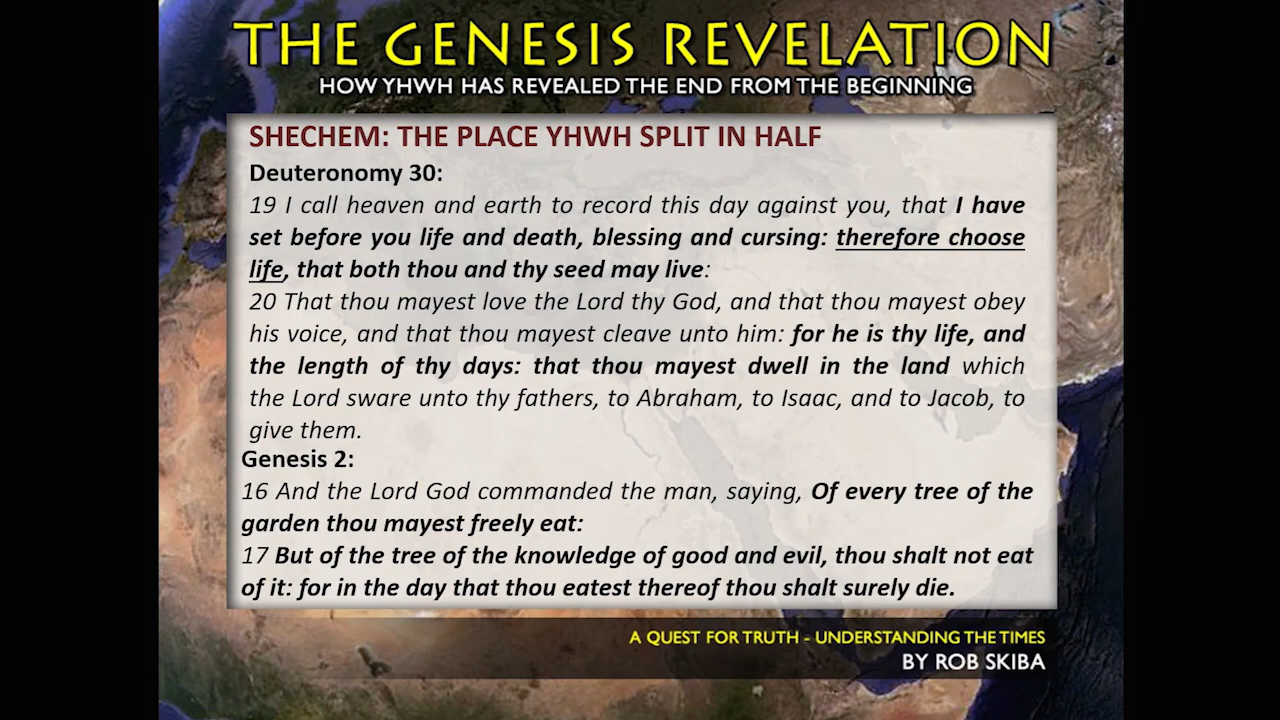 THE GENESIS REVELATION
HOW YHWH HAS REVEALED THE END FROM THE BEGINNING
SHECHEM: THE PLACE YHWH SPLIT IN HALF
Deuteronomy 30:
19 I call heaven and earth to record this day against you, that I have
set before you life and death, blessing and cursing: therefore choose
life, that both thou and thy seed may live:
20 That thou mayest love the Lord thy God, and that thou mayest obey
his voice, and that thou mayest cleave unto him: for he is thy life, and
the length of thy days: that thou mayest dwell in the land which
the Lord sware unto thy fathers, to Abraham, to Isaac, and to Jacob, to
give them.
Genesis 2:
16 And the Lord God commanded the man, saying, Of every tree of the
garden thou mayest freely eat:
17 But of the tree of the knowledge of good and evil, thou shalt not eat
of it: for in the day that thou eatest thereof thou shalt surely die.
A QUEST FOR TRUTH - UNDERSTANDING THE TIMES
BY ROB SKIBA